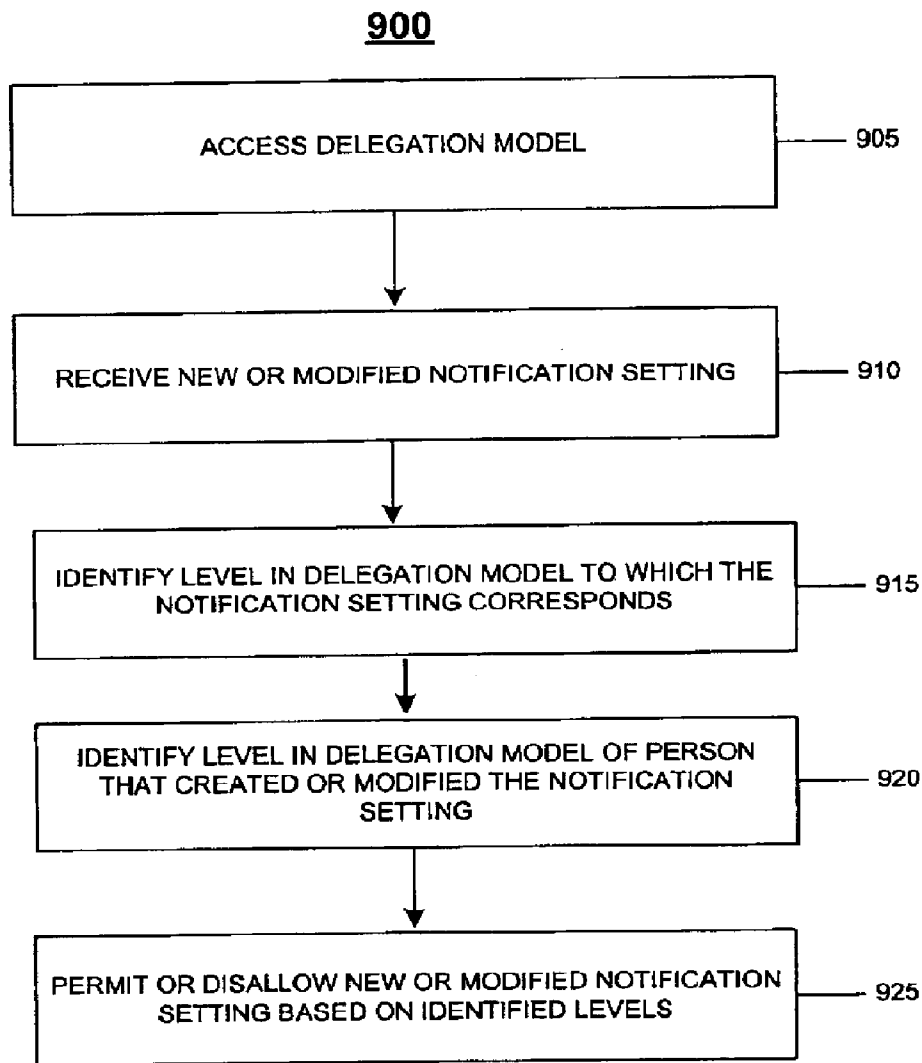 900
ACCESS DELEGATION MODEL
905
RECEIVE NEW OR MODIFIED NOTIFICATION SETTING
910
IDENTIFY LEVEL IN DELEGATION MODEL TO WHICH THE
NOTIFICATION SETTING CORRESPONDS
915
IDENTIFY LEVEL IN DELEGATION MODEL OF PERSON
THAT CREATED OR MODIFIED THE NOTIFICATION
SETTING
920
PERMIT OR DISALLOW NEW OR MODIFIED NOTIFICATION
SETTING BASED ON IDENTIFIED LEVELS
925